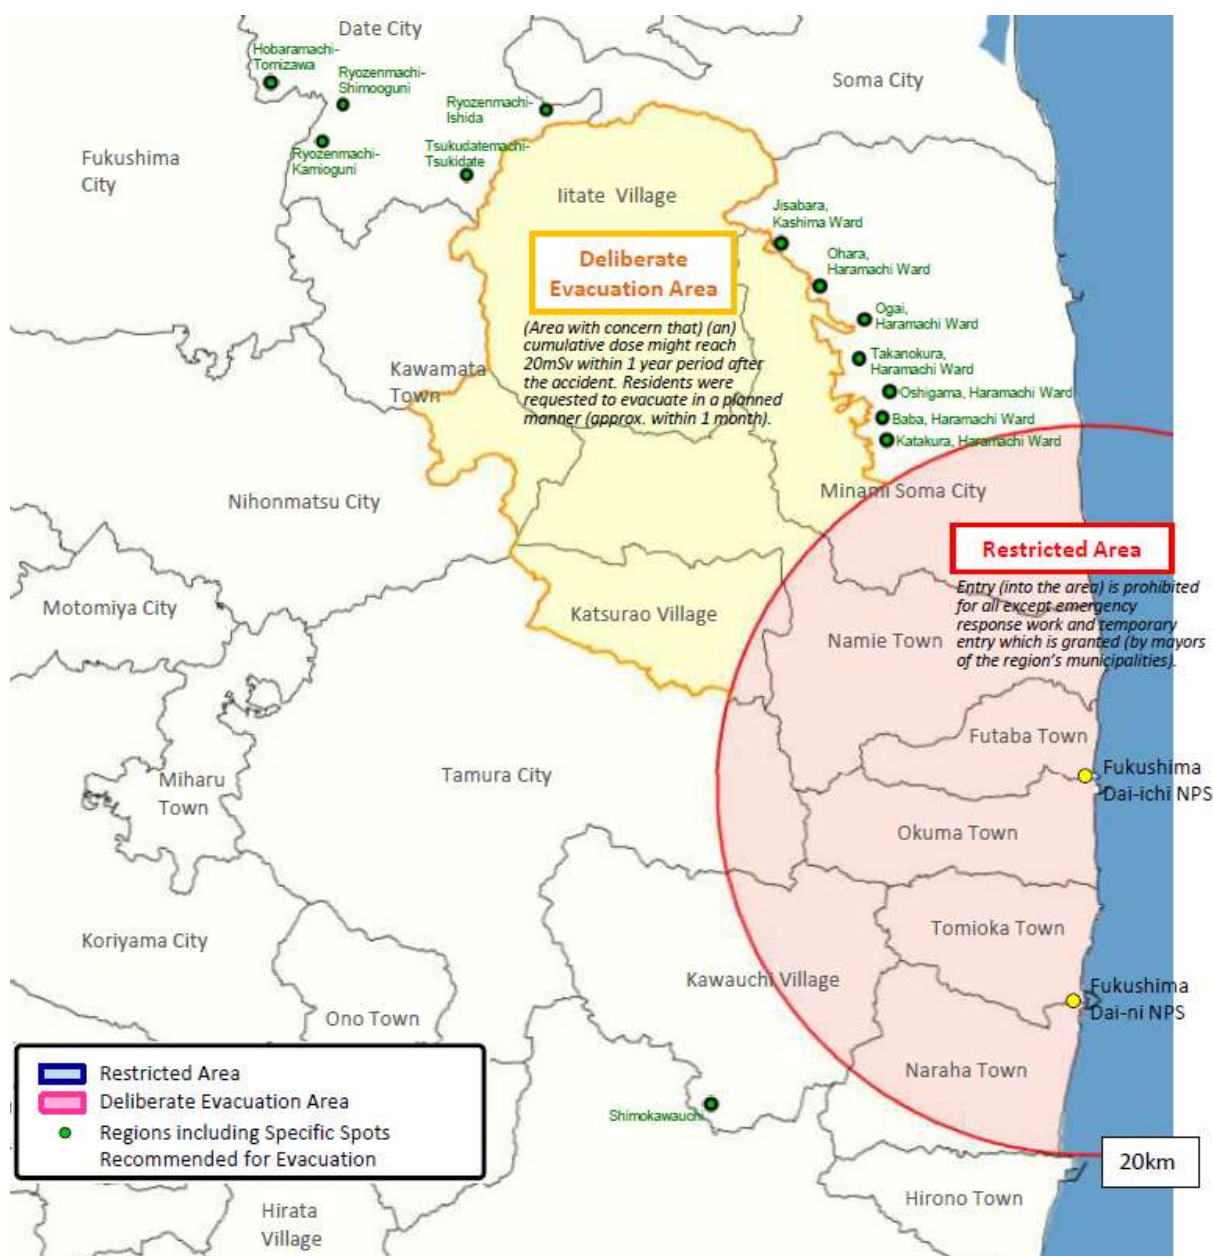 Date City
Hobaramachi-
Tomizawa
Ryozenmachi-
Shimooguni
Ryozenmachi-
Ishida
Soma City
Fukushima
City
Ryozenmachi-
Kamioguni
Tsukudatemachi-
Tsukidate
Iitate Village
Jisabara,
Kashima Ward
Deliberate
Evacuation Area
Ohara,
Haramachi Ward
Ogai,
Haramachi Ward
(Area with concern that) (an)
cumulative dose might reach
20mSv within 1 year period after
the accident. Residents were
requested to evacuate in a planned
manner (approx. within 1 month).
Kawamata
Town
Takanokura,
Haramachi Ward
Oshigama, Haramachi Ward
Baba, Haramachi Ward
Katakura, Haramachi Ward
Nihonmatsu City
Minami Soma City
Restricted Area
Entry (into the area) is prohibited
for all except emergency
response work and temporary
entry which is granted (by mayors
of the region's municipalities).
Motomiya City
Katsurao Village
Namie Town
Futaba Town
Fukushima
Dai-ichi NPS
Miharu
Town
Tamura City
Okuma Town
Koriyama City
Tomioka Town
Kawauchi Village
Fukushima
Dai-ni NPS
Ono Town
Naraha Town
Restricted Area
Deliberate Evacuation Area
Regions including Specific Spots
Recommended for Evacuation
Shimokawauchi
20km
Hirono Town
Hirata
Village